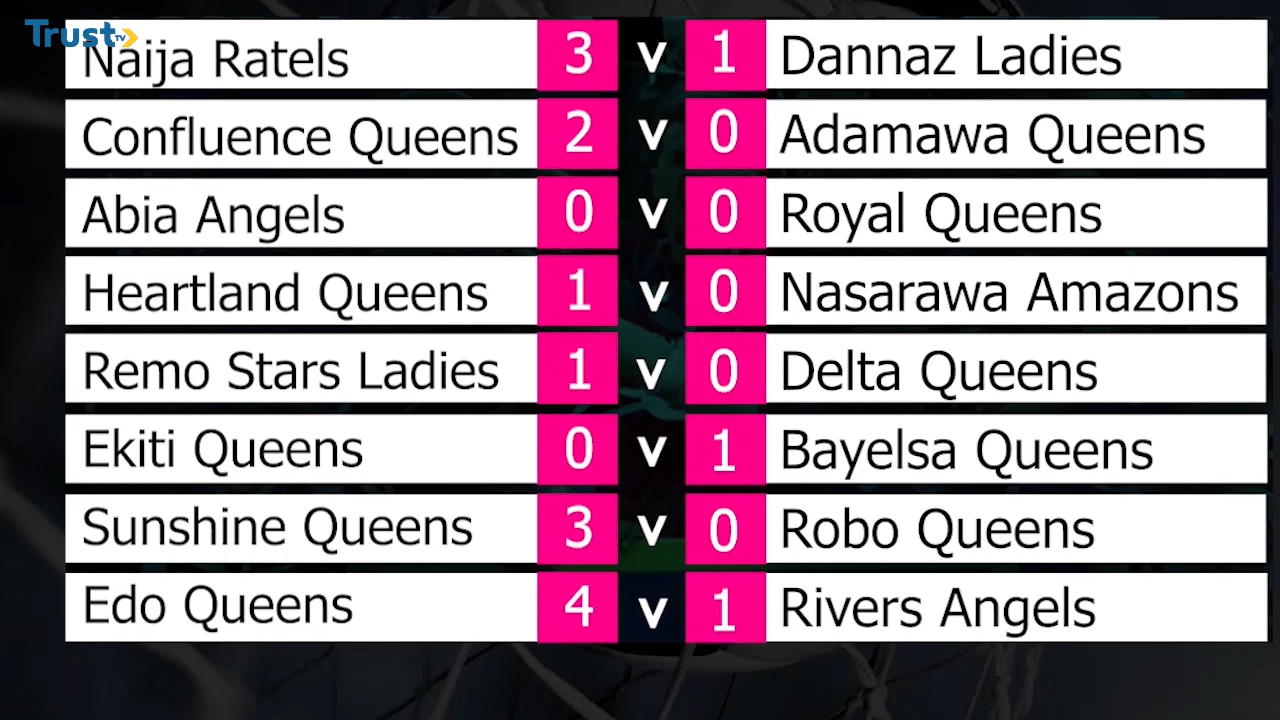 Trust TV
Naija Ratels 3 v 1 Dannaz Ladies
Confluence Queens 2 v 0 Adamawa Queens
Abia Angels 0 v 0 Royal Queens
Heartland Queens 1 v 0 Nasarawa Amazons
Remo Stars Ladies 1 v 0 Delta Queens
Ekiti Queens 0 v 1 Bayelsa Queens
Sunshine Queens 3 v 0 Robo Queens
Edo Queens 4 v 1 Rivers Angels